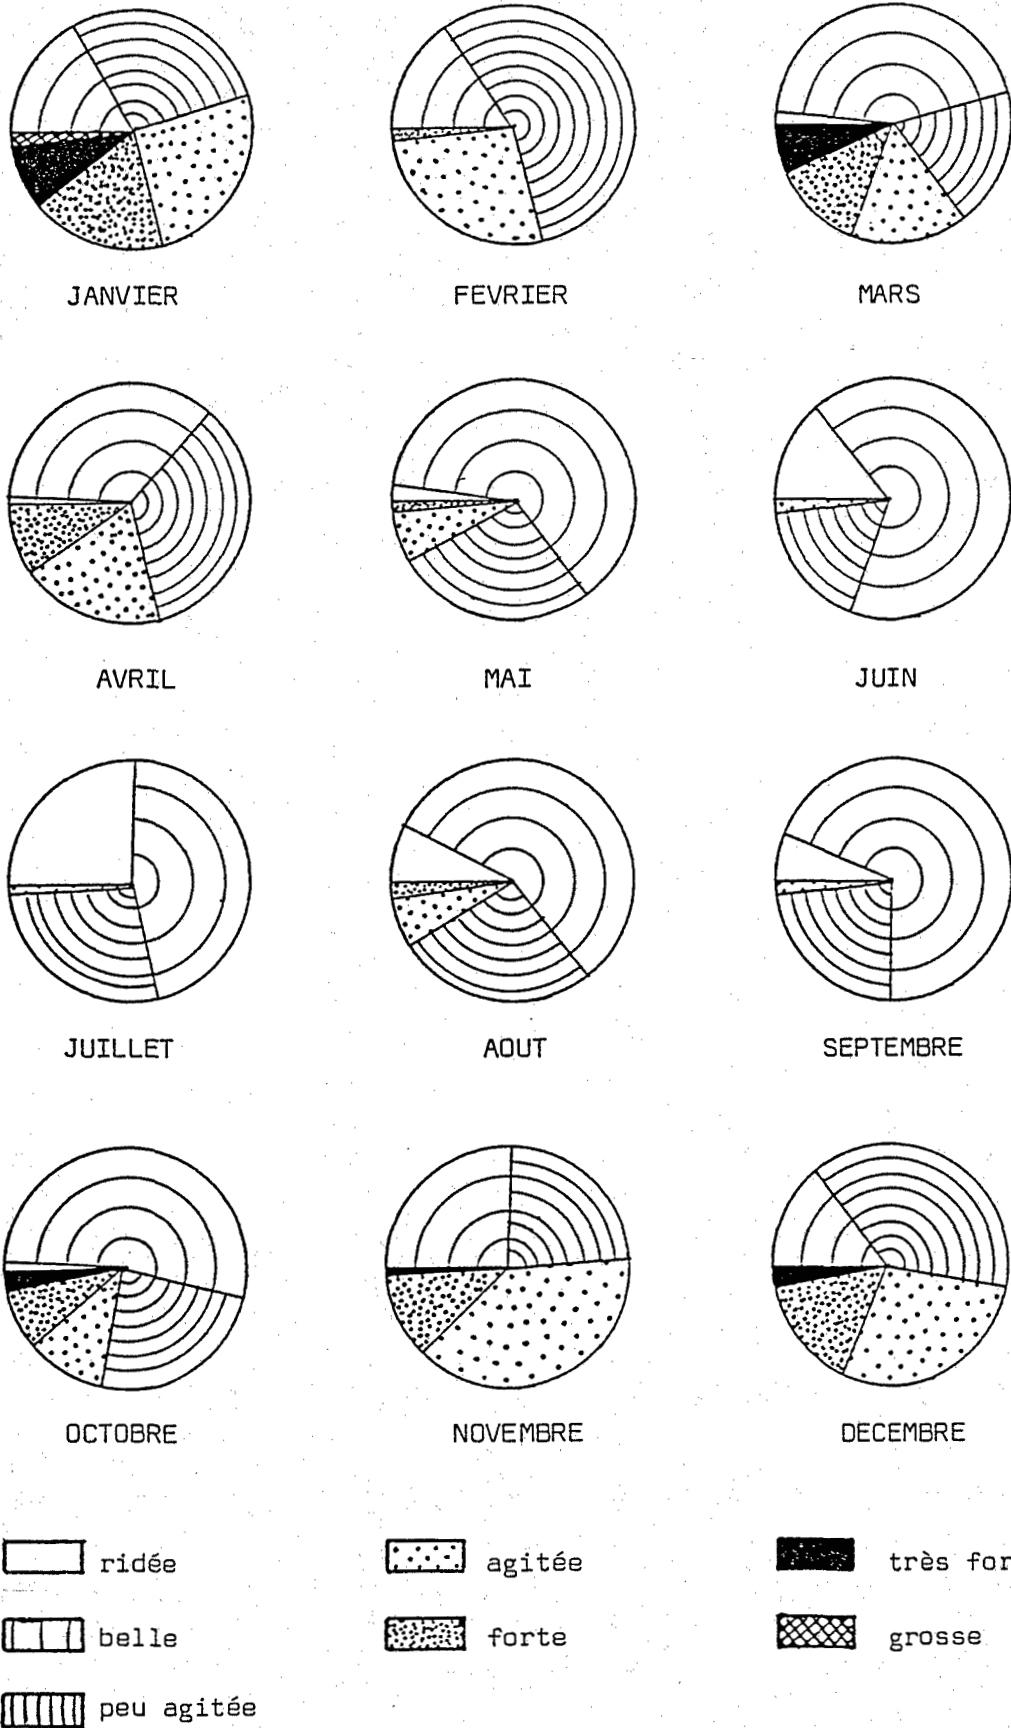 JANVIER FEVRIER MARS
AVRIL MAI JUIN
JUILLET AOUT SEPTEMBRE
OCTOBRE NOVEMBRE DECEMBRE
ridée agitée très for
belle forte grosse
peu agitée